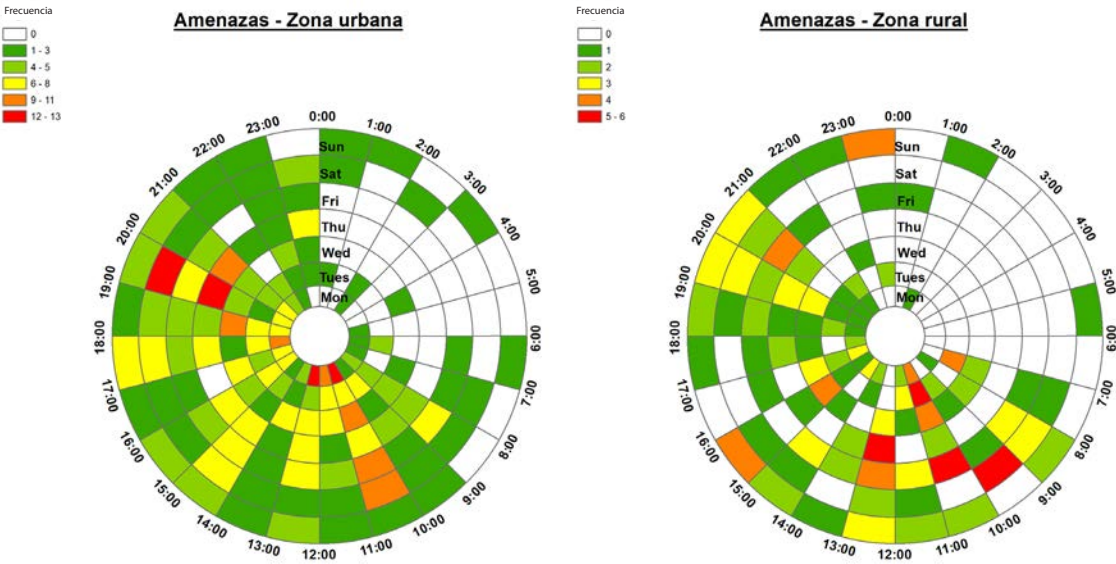 Frecuencia
0
1 - 3
4 - 5
6 - 8
9 - 11
12 - 13
Amenazas - Zona urbana
0:00
1:00
2:00
3:00
4:00
5:00
6:00
7:00
8:00
9:00
10:00
11:00
12:00
13:00
14:00
15:00
16:00
17:00
18:00
19:00
20:00
21:00
22:00
23:00
Sun
Sat
Fri
Thu
Wed
Tues
Mon
Frecuencia
0
1
2
3
4
5 - 6
Amenazas - Zona rural
0:00
1:00
2:00
3:00
4:00
5:00
6:00
7:00
8:00
9:00
10:00
11:00
12:00
13:00
14:00
15:00
16:00
17:00
18:00
19:00
20:00
21:00
22:00
23:00
Sun
Sat
Fri
Thu
Wed
Tues
Mon